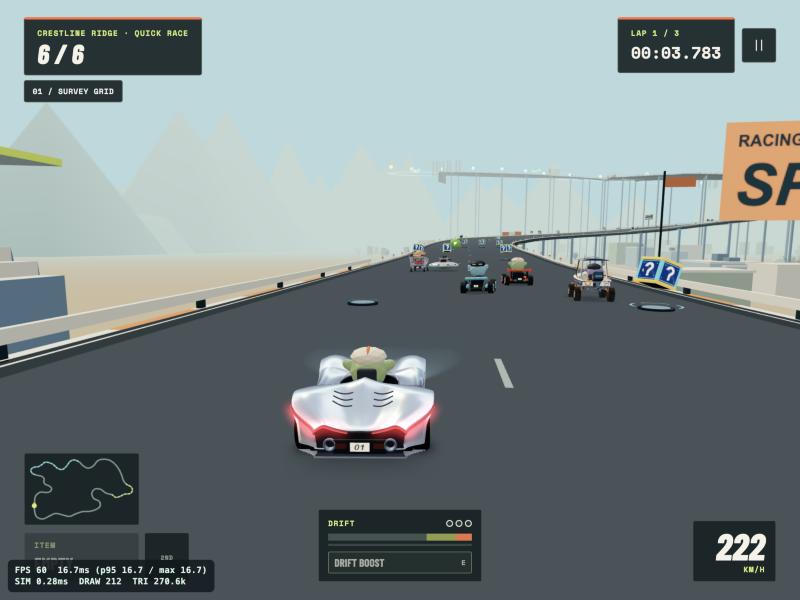 CRESTLINE RIDGE · QUICK RACE
6/6
01 / SURVEY GRID
LAP 1 / 3
00:03.783
RACING
SP
? ?
01
ITEM
EMPTY
2ND
FPS 60 16.7ms (p95 16.7 / max 16.7)
SIM 0.28ms DRAW 212 TRI 270.6k
DRIFT
DRIFT BOOST E
222
KM/H